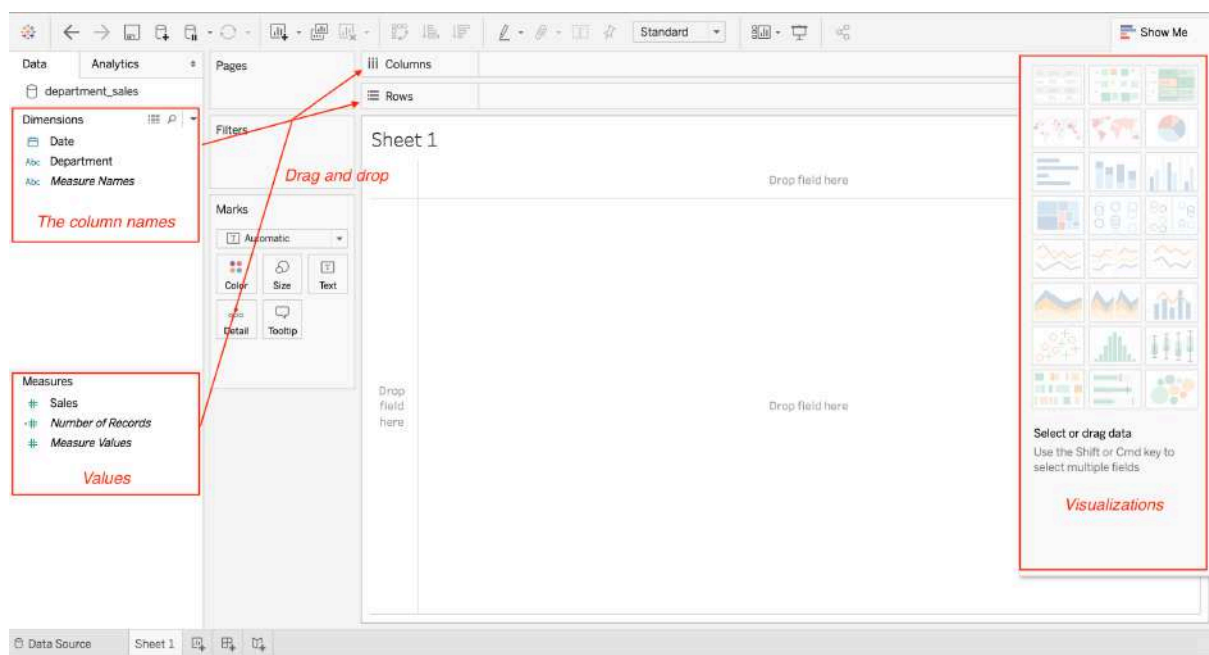 Standard
Show Me
Data
Analytics
Pages
Columns
department_sales
Rows
Dimensions
Date
Abc Department
Abc Measure Names
The column names
Filters
Sheet 1
Drag and drop
Drop field here
Marks
Automatic
Color
Size
Text
Detail
Tooltip
Measures
Sales
Number of Records
Measure Values
Values
Drop
field
here
Drop field here
Select or drag data
Use the Shift or Cmd key to
select multiple fields
Visualizations
Data Source
Sheet 1